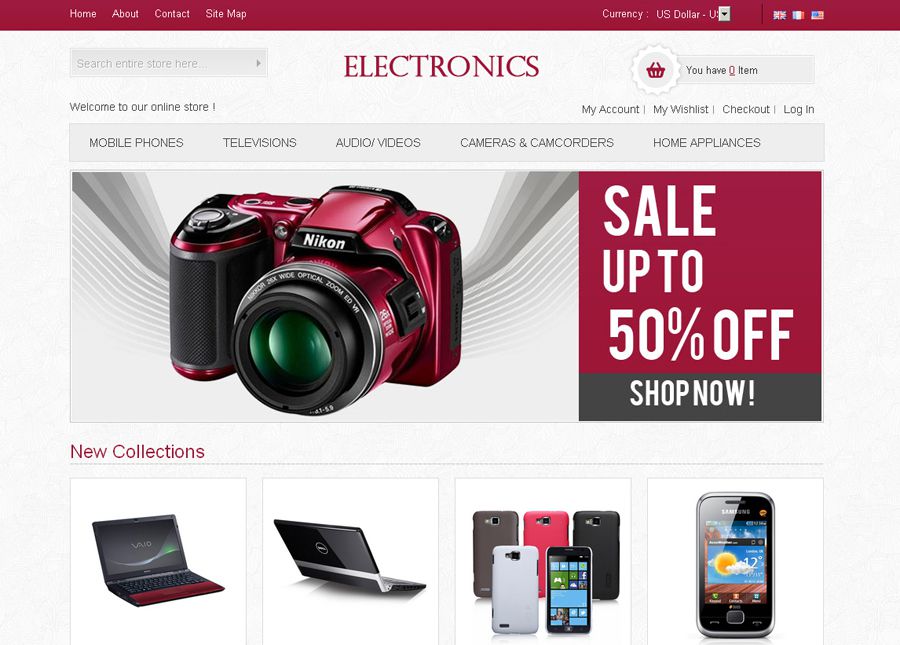 Home About Contact Site Map Currency : US Dollar - US
Search entire store here...
ELECTRONICS
You have 0 Item
Welcome to our online store !
My Account | My Wishlist | Checkout | Log In
MOBILE PHONES TELEVISIONS AUDIO/ VIDEOS CAMERAS & CAMCORDERS HOME APPLIANCES
Nikon
NIKKOR 26X WIDE OPTICAL ZOOM ED VR
SALE
UP TO
50% OFF
SHOP NOW!
New Collections
VAIO
DELL
SAMSUNG